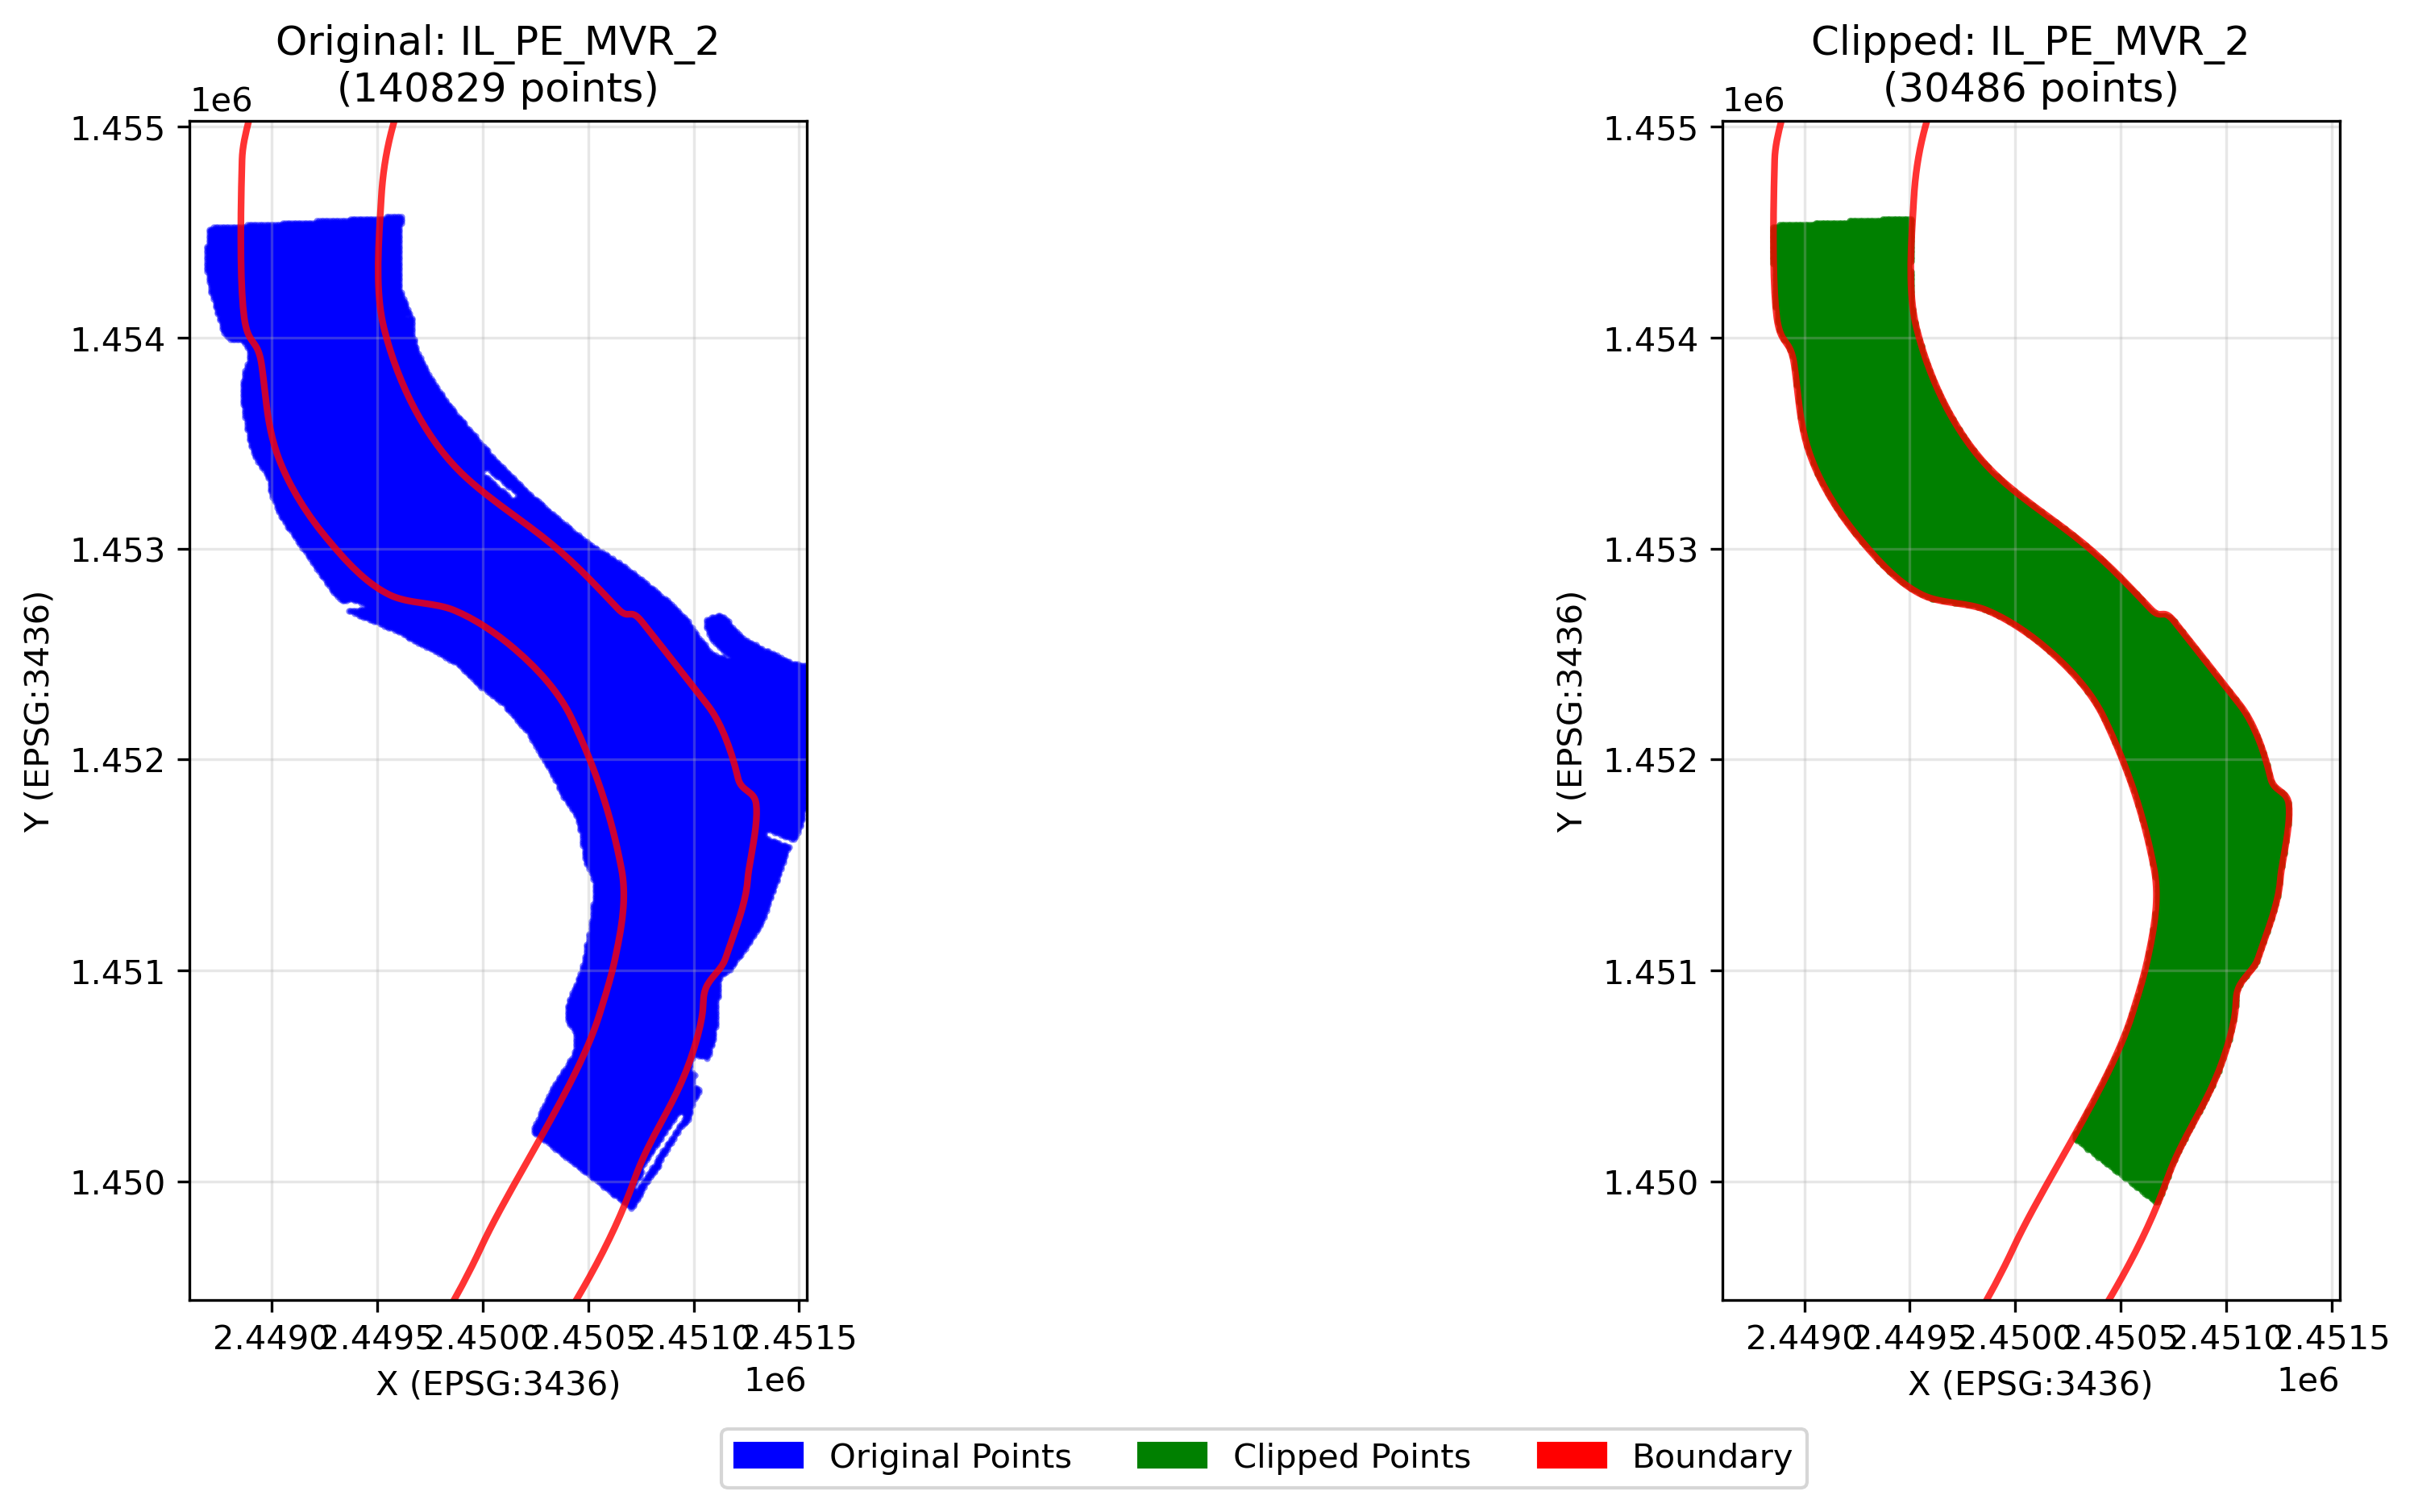 Original: IL_PE_MVR_2
(140829 points)
1e6
1.455
1.454
1.453
1.452
1.451
1.450
Y (EPSG:3436)
2.4490 2.4495 2.4500 2.4505 2.4510 2.4515
X (EPSG:3436)
1e6
Clipped: IL_PE_MVR_2
(30486 points)
1e6
1.455
1.454
1.453
1.452
1.451
1.450
Y (EPSG:3436)
2.4490 2.4495 2.4500 2.4505 2.4510 2.4515
X (EPSG:3436)
1e6
Original Points Clipped Points Boundary